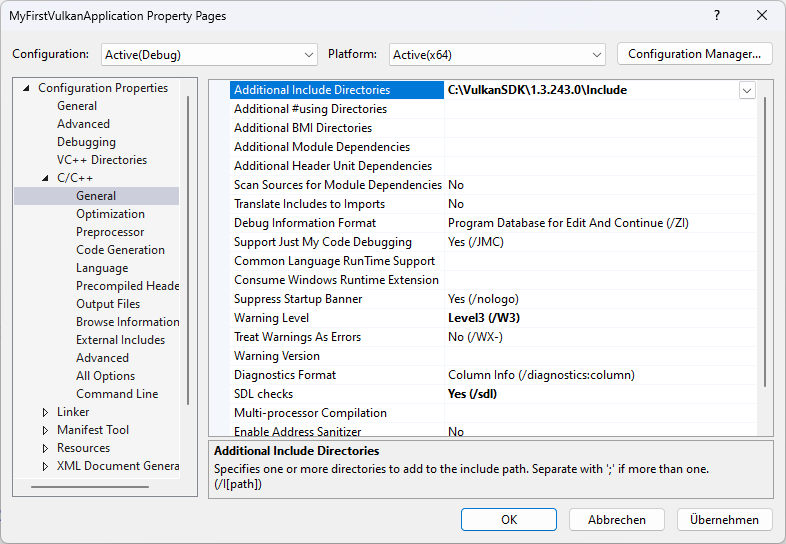 MyFirstVulkanApplication Property Pages
Configuration: Active(Debug) Platform: Active(x64) Configuration Manager...
Configuration Properties
General
Advanced
Debugging
VC++ Directories
C/C++
General
Optimization
Preprocessor
Code Generation
Language
Precompiled Heade
Output Files
Browse Information
External Includes
Advanced
All Options
Command Line
Linker
Manifest Tool
Resources
XML Document Genera
Additional Include Directories C:\VulkanSDK\1.3.243.0\Include
Additional #using Directories
Additional BMI Directories
Additional Module Dependencies
Additional Header Unit Dependencies
Scan Sources for Module Dependencies No
Translate Includes to Imports No
Debug Information Format Program Database for Edit And Continue (/ZI)
Support Just My Code Debugging Yes (/JMC)
Common Language RunTime Support
Consume Windows Runtime Extension
Suppress Startup Banner Yes (/nologo)
Warning Level Level3 (/W3)
Treat Warnings As Errors No (/WX-)
Warning Version
Diagnostics Format Column Info (/diagnostics:column)
SDL checks Yes (/sdl)
Multi-processor Compilation
Enable Address Sanitizer No
Additional Include Directories
Specifies one or more directories to add to the include path. Separate with ';' if more than one.
(/I[path])
OK Abbrechen Übernehmen